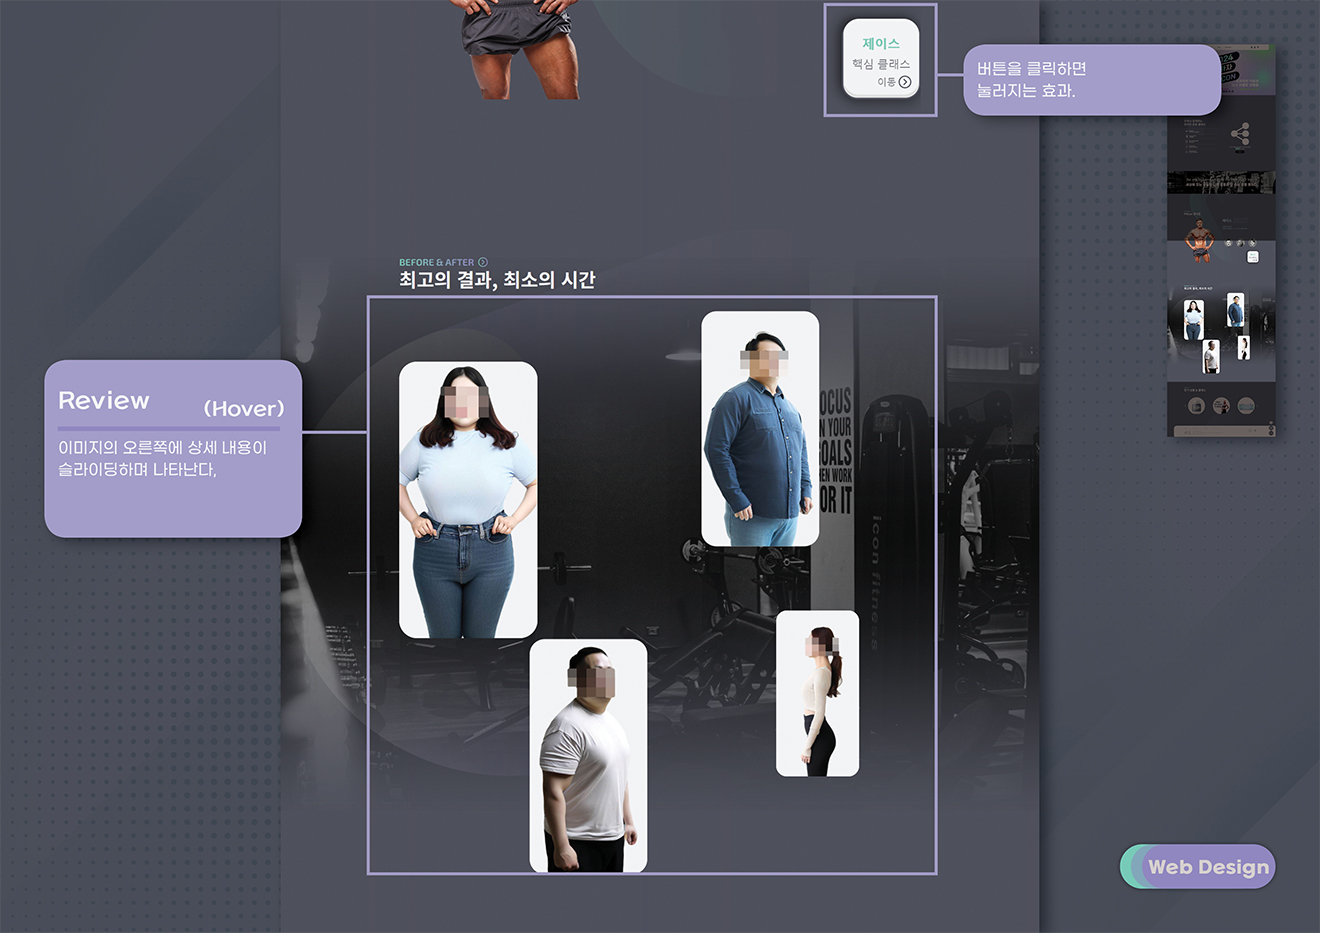 제이스
핵심 클래스
이동
버튼을 클릭하면
눌러지는 효과.
BEFORE & AFTER
최고의 결과, 최소의 시간
Review
(Hover)
이미지의 오른쪽에 상세 내용이
슬라이딩하며 나타난다,
OCUS
N YOUR
OALS
HEN WORK
OR IT
icon fitness
Web Design